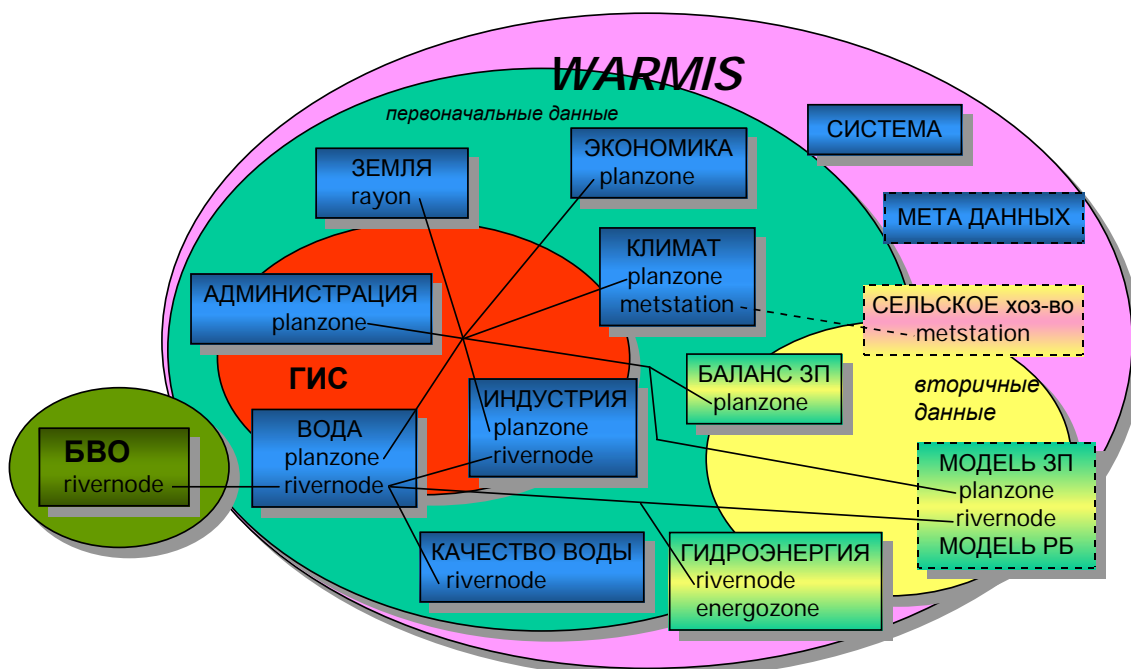 WARMIS
первоначальные данные
СИСТЕМА
ЭКОНОМИКА
planzone
ЗЕМЛЯ
rayon
МЕТА ДАННЫХ
КЛИМАТ
planzone
metstation
АДМИНИСТРАЦИЯ
planzone
СЕЛЬСКОЕ хоз-во
metstation
ГИС
БАЛАНС ЗП
planzone
вторичные
данные
ИНДУСТРИЯ
planzone
rivernode
ВОДА
planzone
rivernode
БВО
rivernode
МОДЕLЬ ЗП
planzone
rivernode
МОДЕLЬ РБ
КАЧЕСТВО ВОДЫ
rivernode
ГИДРОЭНЕРГИЯ
rivernode
energozone